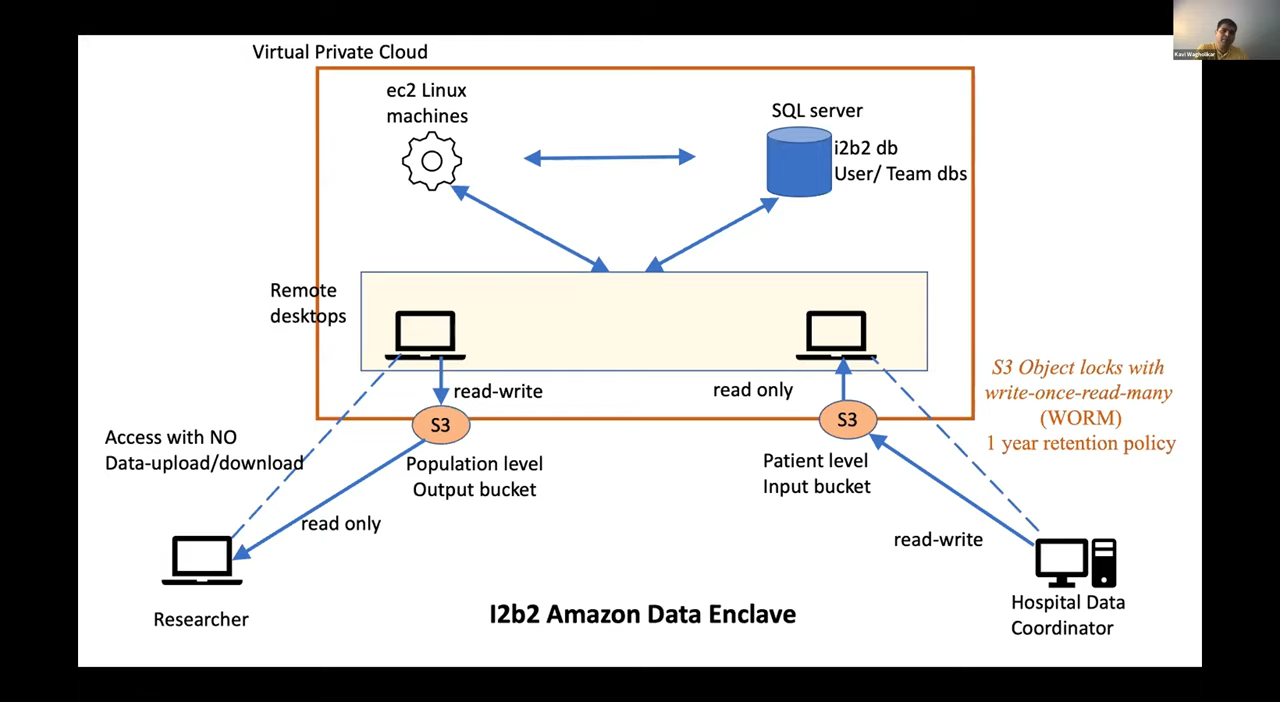 Kavi Wagholikar
Virtual Private Cloud
ec2 Linux
machines
SQL server
i2b2 db
User/ Team dbs
Remote
desktops
read-write
read only
S3
S3
S3 Object locks with
write-once-read-many
(WORM)
1 year retention policy
Access with NO
Data-upload/download
Population level
Output bucket
Patient level
Input bucket
read only
read-write
Researcher
I2b2 Amazon Data Enclave
Hospital Data
Coordinator